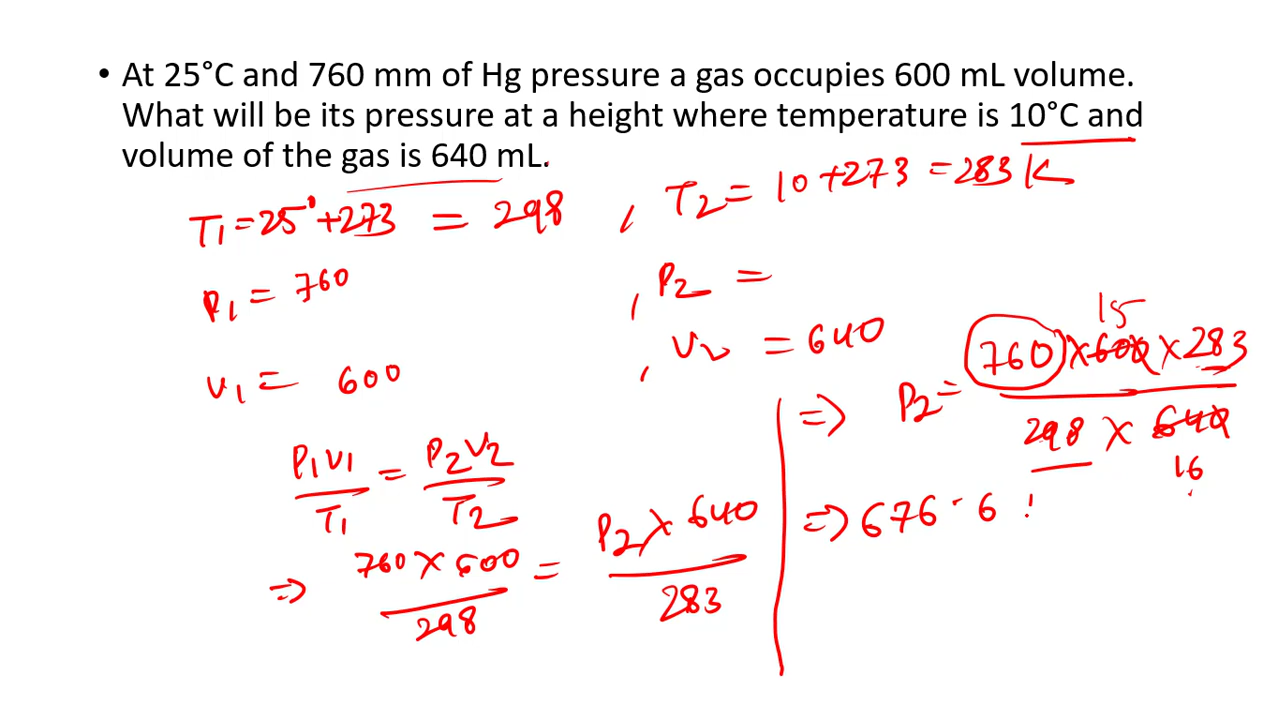 • At 25°C and 760 mm of Hg pressure a gas occupies 600 mL volume.
What will be its pressure at a height where temperature is 10°C and
volume of the gas is 640 mL.
T1 = 25° + 273 = 298 , T2 = 10 + 273 = 283 K
P1 = 760 , P2 =
V1 = 600 , V2 = 640
P1V1/T1 = P2V2/T2
=> 760 × 600/298 = P2 × 640/283
=> P2 = 760 × 600 × 283/298 × 640
15
16
=> 676.6